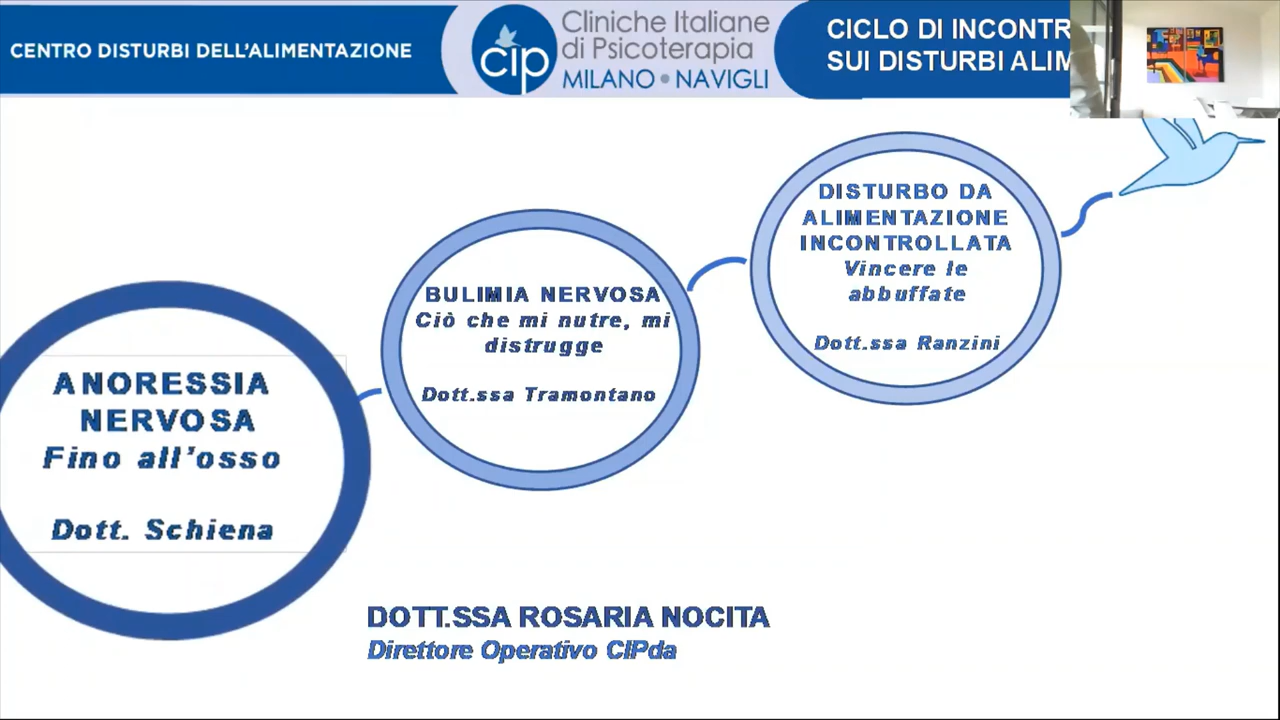 CENTRO DISTURBI DELL'ALIMENTAZIONE
cip
Cliniche Italiane
di Psicoterapia
MILANO • NAVIGLI
CICLO DI INCONTR
SUI DISTURBI ALIM
ANORESSIA
NERVOSA
Fino all'osso
Dott. Schiena
BULIMIA NERVOSA
Ciò che mi nutre, mi
distrugge
Dott.ssa Tramontano
DISTURBO DA
ALIMENTAZIONE
INCONTROLLATA
Vincere le
abbuffate
Dott.ssa Ranzini
DOTT.SSA ROSARIA NOCITA
Direttore Operativo CIPda